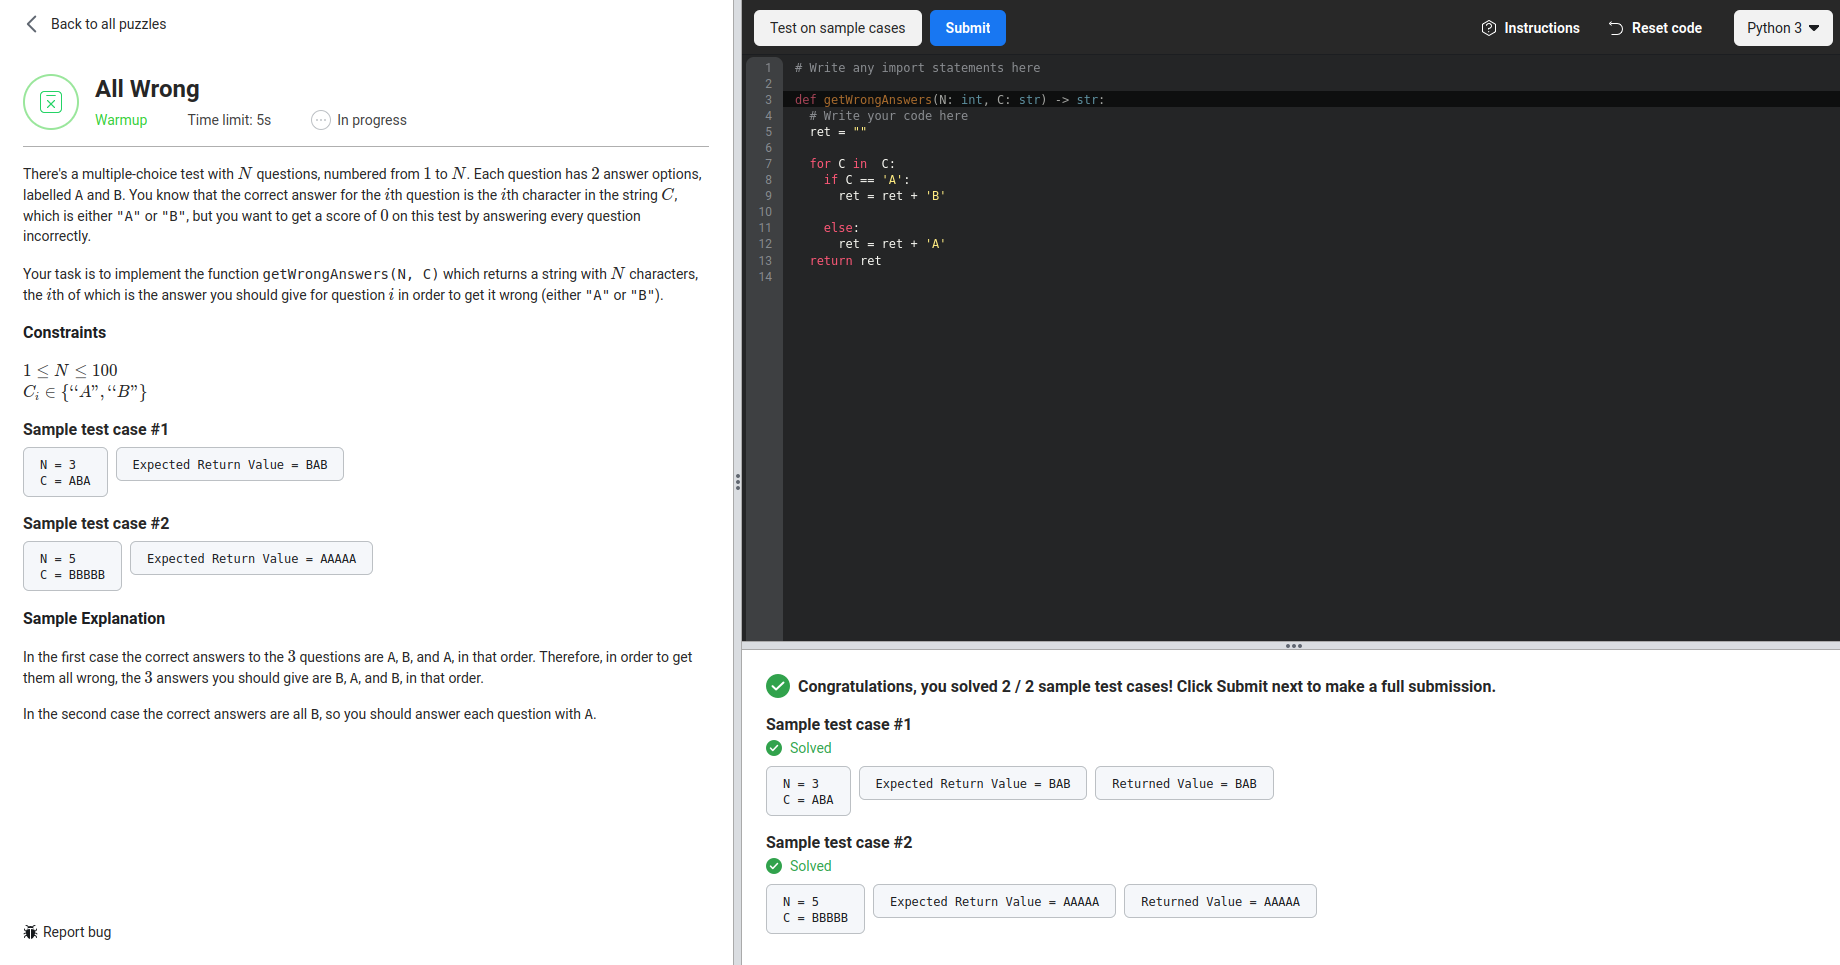 Back to all puzzles
All Wrong
Warmup Time limit: 5s In progress
There's a multiple-choice test with N questions, numbered from 1 to N. Each question has 2 answer options,
labelled A and B. You know that the correct answer for the ith question is the ith character in the string C,
which is either "A" or "B", but you want to get a score of 0 on this test by answering every question
incorrectly.
Your task is to implement the function getWrongAnswers(N, C) which returns a string with N characters,
the ith of which is the answer you should give for question i in order to get it wrong (either "A" or "B").
Constraints
1 ≤ N ≤ 100
C_i ∈ {“A”, “B”}
Sample test case #1
N = 3
C = ABA
Expected Return Value = BAB
Sample test case #2
N = 5
C = BBBBB
Expected Return Value = AAAAA
Sample Explanation
In the first case the correct answers to the 3 questions are A, B, and A, in that order. Therefore, in order to get
them all wrong, the 3 answers you should give are B, A, and B, in that order.
In the second case the correct answers are all B, so you should answer each question with A.
Report bug
Test on sample cases Submit Instructions Reset code Python 3
1 # Write any import statements here
2
3 def getWrongAnswers(N: int, C: str) -> str:
4 # Write your code here
5 ret = ""
6
7 for C in  C:
8 if C == 'A':
9 ret = ret + 'B'
10
11 else:
12 ret = ret + 'A'
13 return ret
14
Congratulations, you solved 2 / 2 sample test cases! Click Submit next to make a full submission.
Sample test case #1
Solved
N = 3
C = ABA
Expected Return Value = BAB
Returned Value = BAB
Sample test case #2
Solved
N = 5
C = BBBBB
Expected Return Value = AAAAA
Returned Value = AAAAA